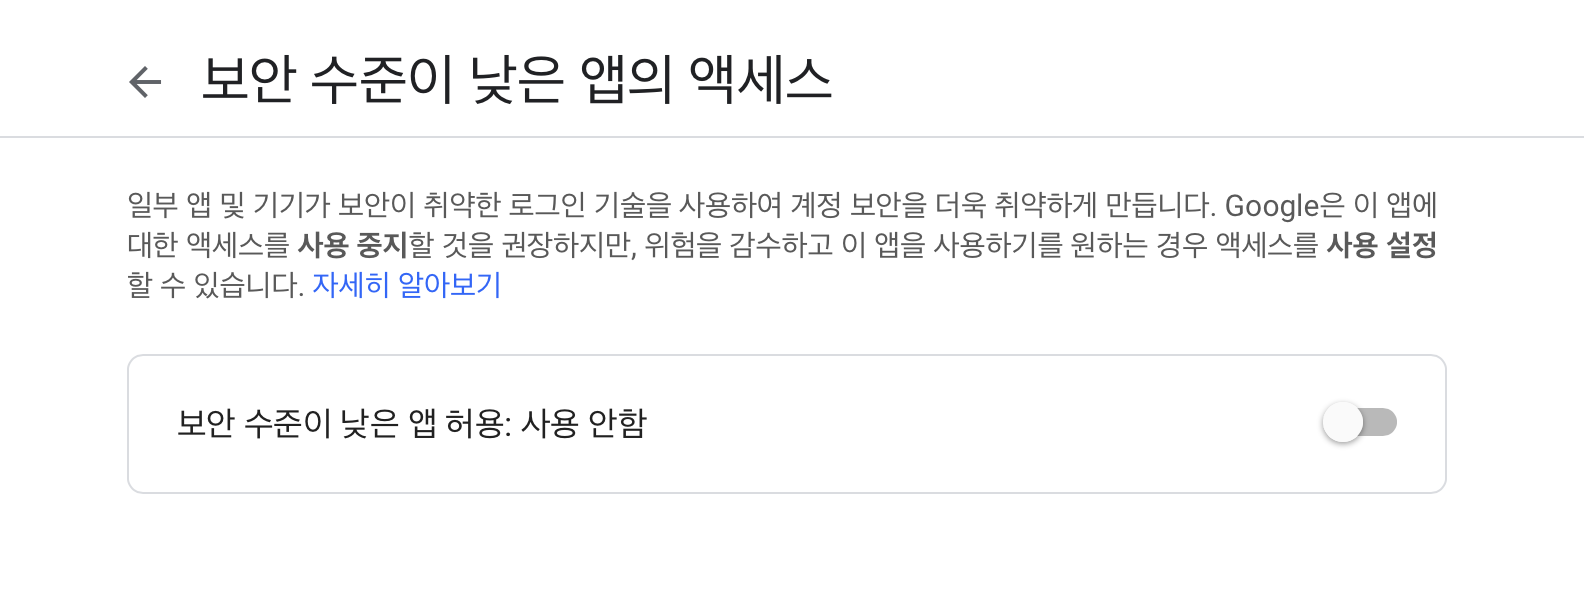 보안 수준이 낮은 앱의 액세스
일부 앱 및 기기가 보안이 취약한 로그인 기술을 사용하여 계정 보안을 더욱 취약하게 만듭니다. Google은 이 앱에
대한 액세스를 사용 중지할 것을 권장하지만, 위험을 감수하고 이 앱을 사용하기를 원하는 경우 액세스를 사용 설정
할 수 있습니다. 자세히 알아보기
보안 수준이 낮은 앱 허용: 사용 안함